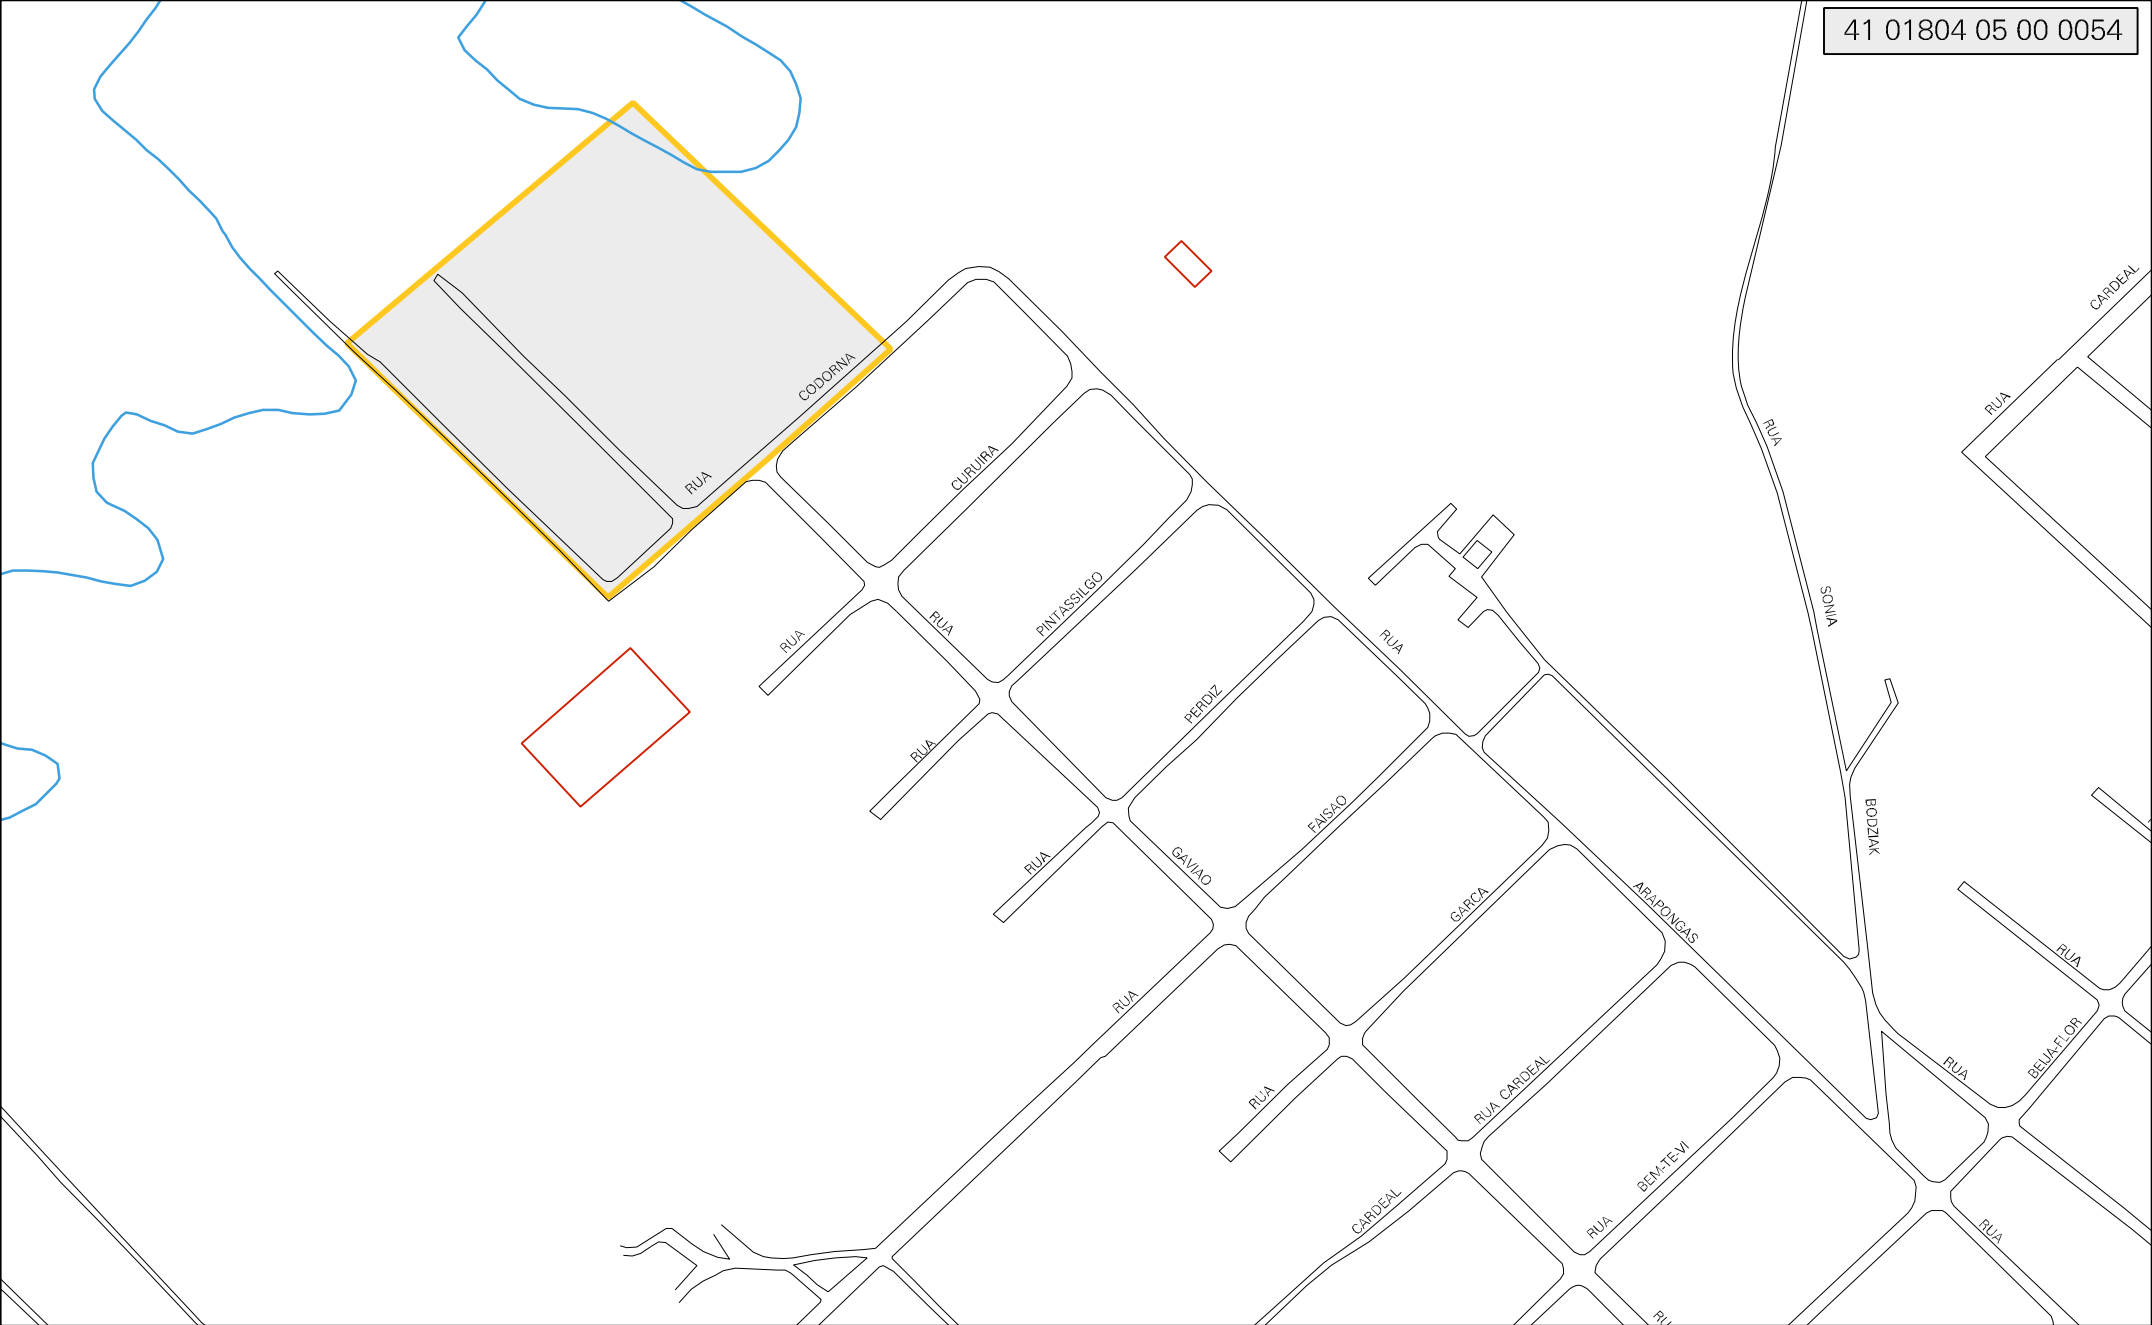 41 01804 05 00 0054
RUA CARDEAL
RUA CODORNA
RUA CURUIRA
RUA SONIA BODZIAK
RUA PINTASSILGO
RUA GAVIAO
RUA PERDIZ
RUA ARAPONGAS
RUA FAISAO
RUA GARCA
RUA
RUA BEIJA-FLOR
RUA CARDEAL
RUA
CARDEAL
RUA BEM-TE-VI
RUA